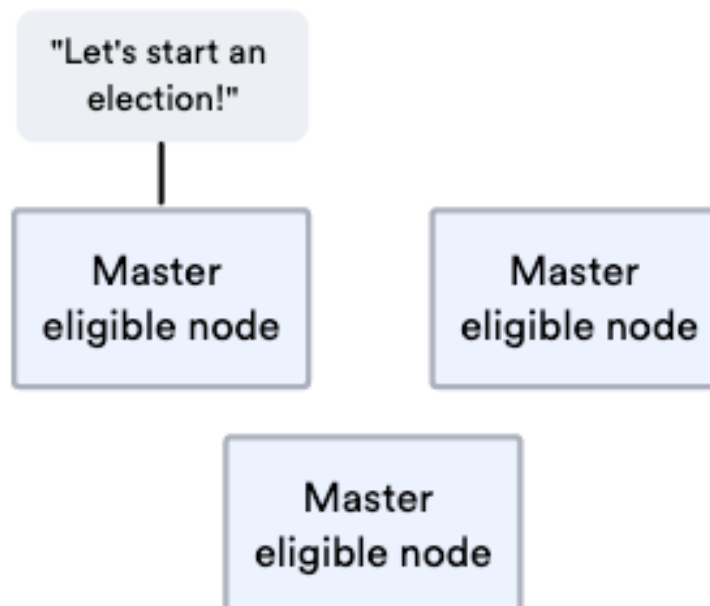 "Let's start an
election!"
Master
eligible node
Master
eligible node
Master
eligible node